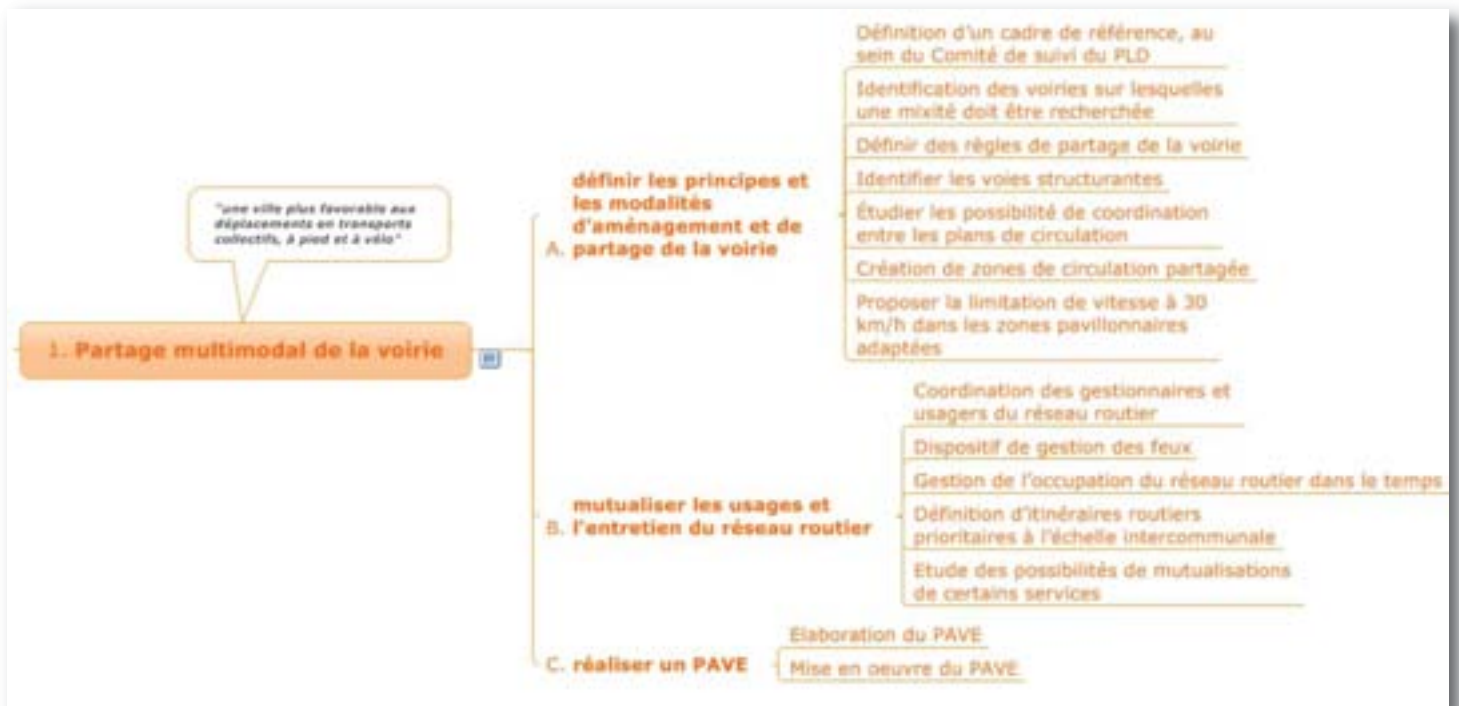 "une ville plus favorable aux
déplacements en transports
collectifs, à pied et à vélo"
1. Partage multimodal de la voirie
A. définir les principes et
les modalités
d'aménagement et de
partage de la voirie
Définition d'un cadre de référence, au
sein du Comité de suivi du PLD
Identification des voiries sur lesquelles
une mixité doit être recherchée
Définir des règles de partage de la voirie
Identifier les voies structurantes
Étudier les possibilité de coordination
entre les plans de circulation
Création de zones de circulation partagée
Proposer la limitation de vitesse à 30
km/h dans les zones pavillonnaires
adaptées
B. mutualiser les usages et
l'entretien du réseau routier
Coordination des gestionnaires et
usagers du réseau routier
Dispositif de gestion des feux
Gestion de l'occupation du réseau routier dans le temps
Définition d'itinéraires routiers
prioritaires à l'échelle intercommunale
Etude des possibilités de mutualisations
de certains services
C. réaliser un PAVE
Elaboration du PAVE
Mise en oeuvre du PAVE